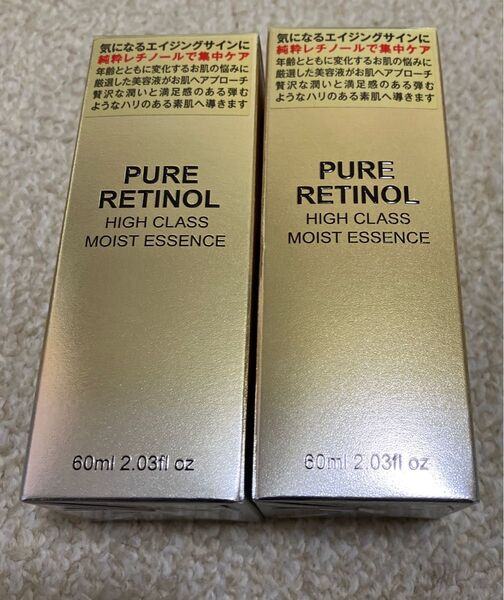 気になるエイジングサインに
純粋レチノールで集中ケア
年齢とともに変化するお肌の悩みに
厳選した美容液がお肌へアプローチ
贅沢な潤いと満足感のある弾む
ようなハリのある素肌へ導きます
PURE
RETINOL
HIGH CLASS
MOIST ESSENCE
60ml 2.03fl oz
気になるエイジングサインに
純粋レチノールで集中ケア
年齢とともに変化するお肌の悩みに
厳選した美容液がお肌へアプローチ
贅沢な潤いと満足感のある弾む
ようなハリのある素肌へ導きます
PURE
RETINOL
HIGH CLASS
MOIST ESSENCE
60ml 2.03fl oz